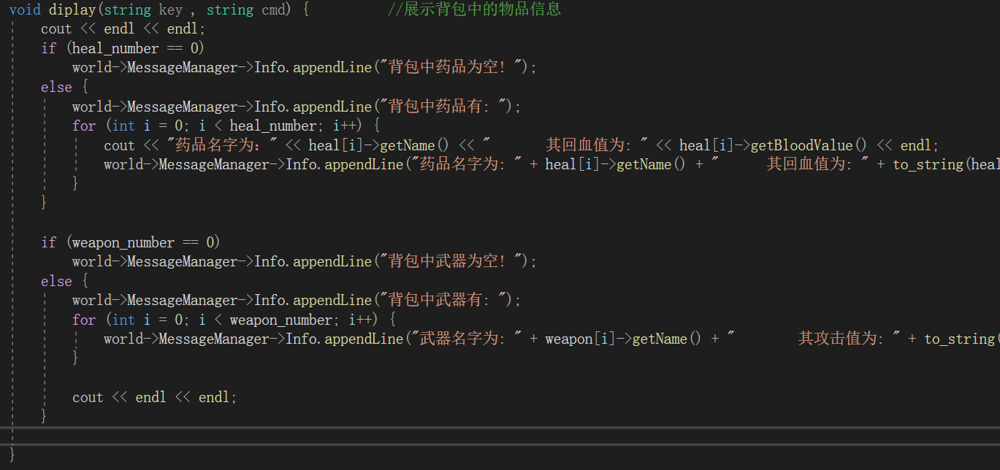 void diplay(string key , string cmd) {          //展示背包中的物品信息
    cout << endl << endl;
    if (heal_number == 0)
        world->MessageManager->Info.appendLine("背包中药品为空！");
    else {
        world->MessageManager->Info.appendLine("背包中药品有：");
        for (int i = 0; i < heal_number; i++) {
            cout << "药品名字为：" << heal[i]->getName() << "       其回血值为：" << heal[i]->getBloodValue() << endl;
            world->MessageManager->Info.appendLine("药品名字为：" + heal[i]->getName() + "      其回血值为：" + to_string(heal
        }
    }
    if (weapon_number == 0)
        world->MessageManager->Info.appendLine("背包中武器为空！");
    else {
        world->MessageManager->Info.appendLine("背包中武器有：");
        for (int i = 0; i < weapon_number; i++) {
            world->MessageManager->Info.appendLine("武器名字为：" + weapon[i]->getName() + "        其攻击值为：" + to_string(
        }
        cout << endl << endl;
    }
}